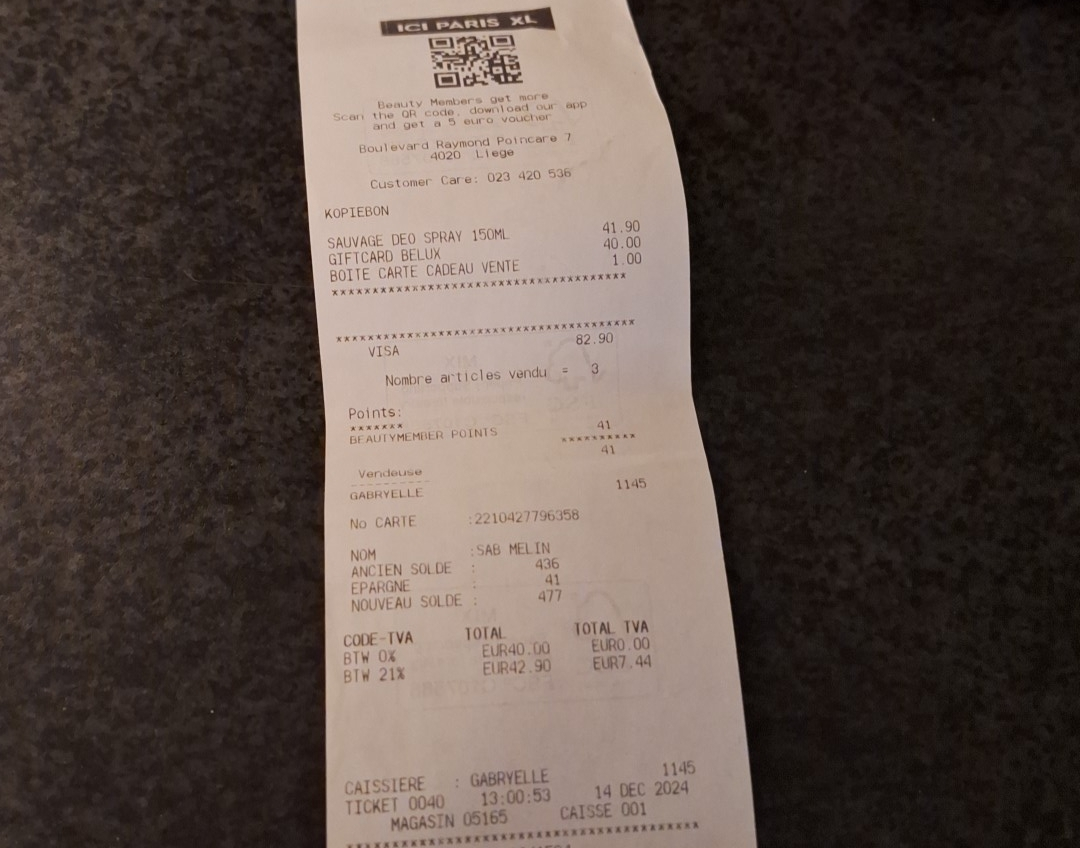 ICI PARIS XL
Beauty Members get more
Scan the QR code, download our app
and get a 5 euro voucher
Boulevard Raymond Poincare 7
4020 Liege
Customer Care: 023 420 536
KOPIEBON
SAUVAGE DEO SPRAY 150ML 41.90
GIFTCARD BELUX 40.00
BOITE CARTE CADEAU VENTE 1.00
*************************************
*************************************
VISA 82.90
Nombre articles vendu = 3
Points:
*******
BEAUTYMEMBER POINTS 41
**********
41
Vendeuse
---------
GABRYELLE 1145
No CARTE :2210427796358
NOM :SAB MELIN
ANCIEN SOLDE : 436
EPARGNE : 41
NOUVEAU SOLDE : 477
CODE-TVA TOTAL TOTAL TVA
BTW 0% EUR40.00 EUR0.00
BTW 21% EUR42.90 EUR7.44
CAISSIERE : GABRYELLE 1145
TICKET 0040 13:00:53 14 DEC 2024
MAGASIN 05165 CAISSE 001
*******************************************